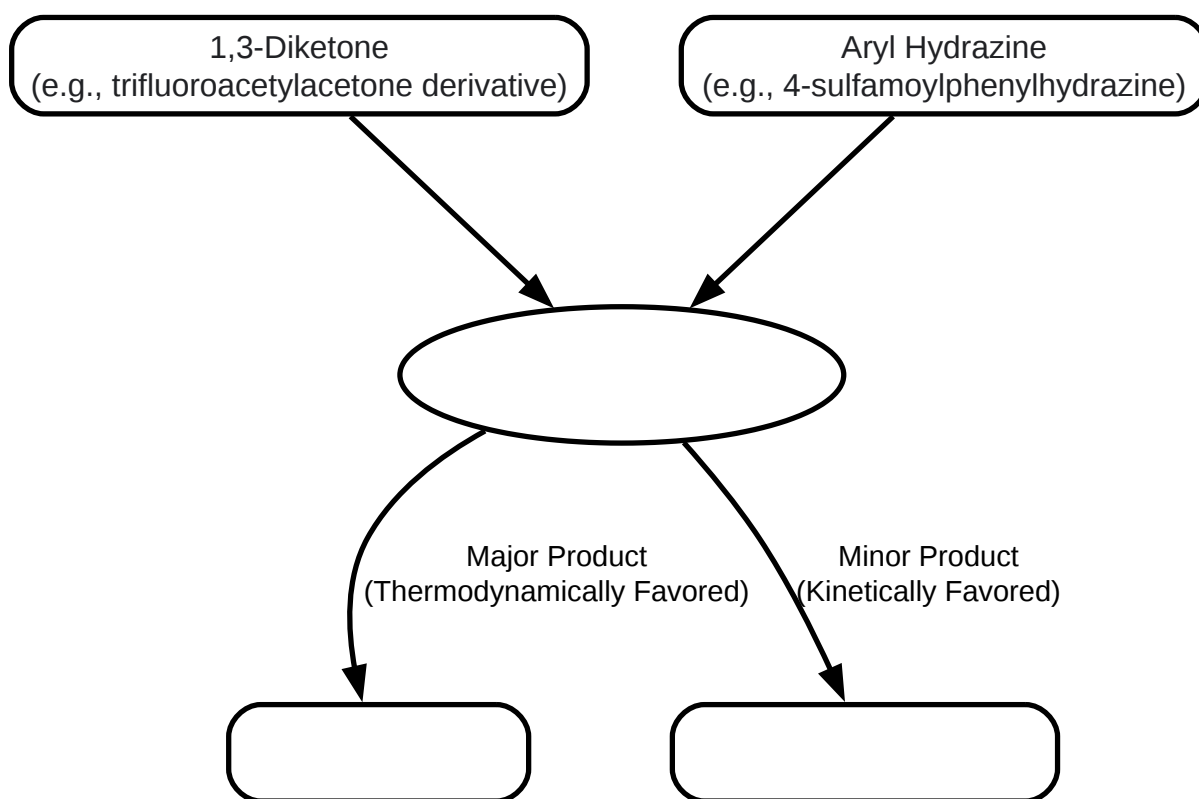 1,3-Diketone
(e.g., trifluoroacetylacetone derivative)
Aryl Hydrazine
(e.g., 4-sulfamoylphenylhydrazine)
Major Product
(Thermodynamically Favored)
Minor Product
(Kinetically Favored)